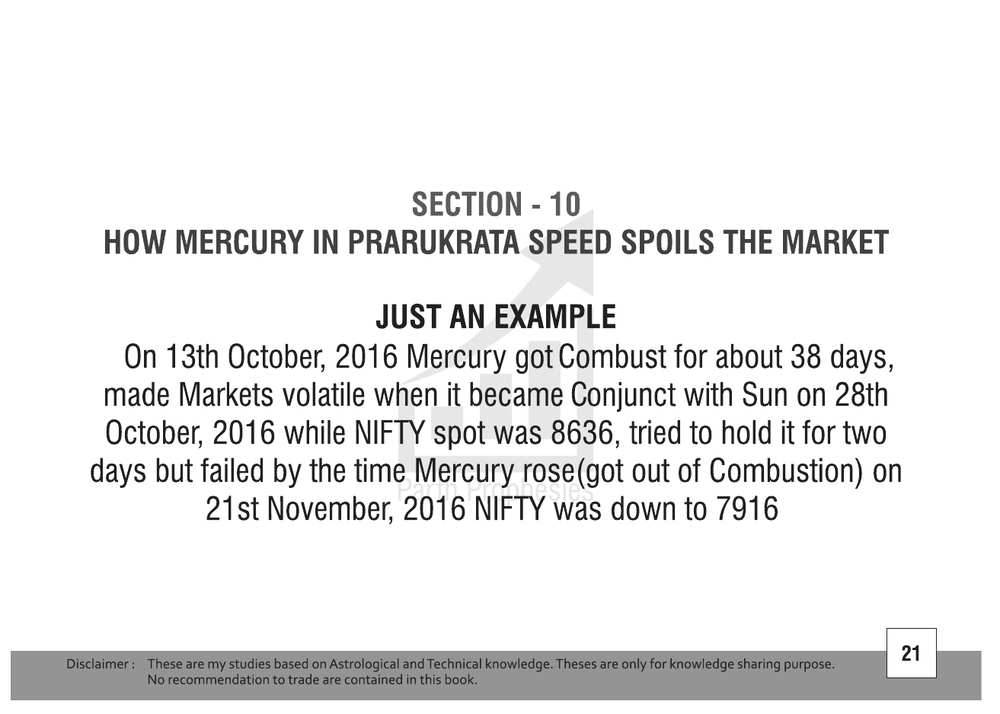 SECTION - 10
HOW MERCURY IN PRARUKRATA SPEED SPOILS THE MARKET
JUST AN EXAMPLE
On 13th October, 2016 Mercury got Combust for about 38 days,
made Markets volatile when it became Conjunct with Sun on 28th
October, 2016 while NIFTY spot was 8636, tried to hold it for two
days but failed by the time Mercury rose(got out of Combustion) on
Parin Prophesies
21st November, 2016 NIFTY was down to 7916
Disclaimer : These are my studies based on Astrological and Technical knowledge. Theses are only for knowledge sharing purpose.
No recommendation to trade are contained in this book.
21